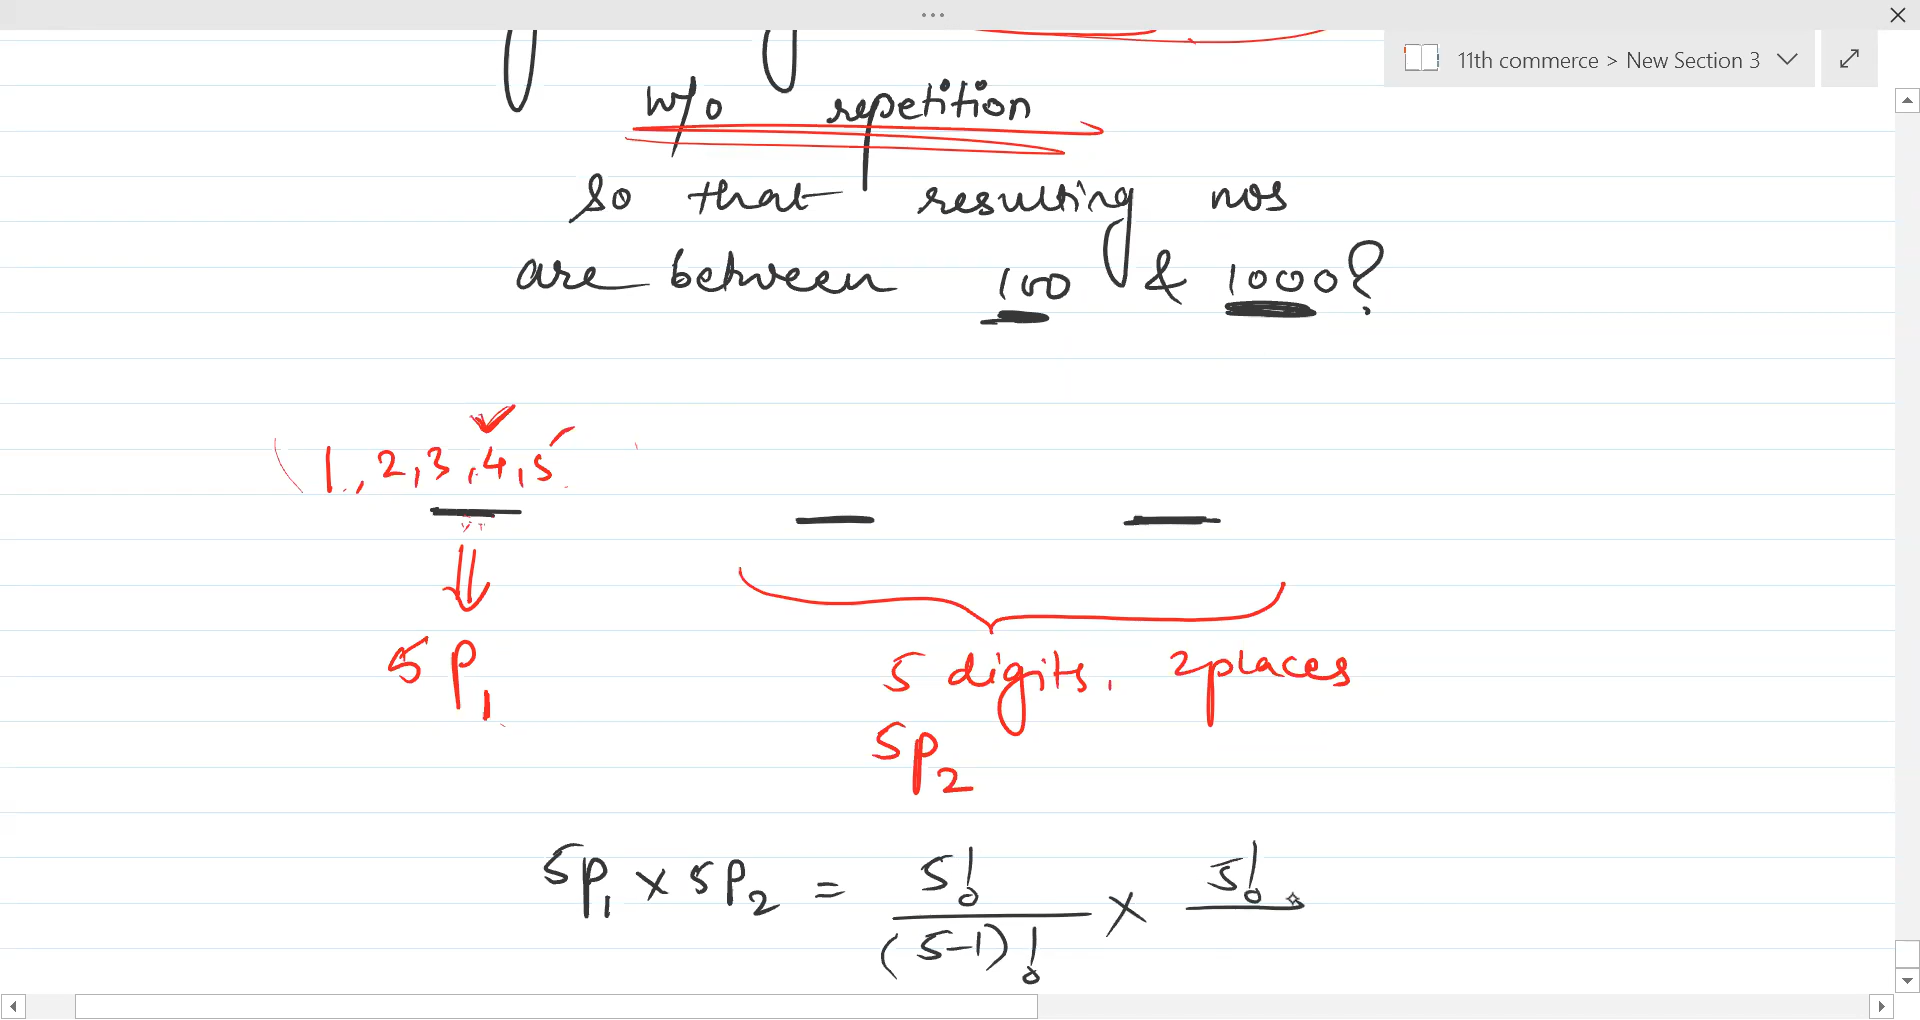 11th commerce > New Section 3
w/o repetition
so that resulting nos
are between 100 & 1000?
1, 2, 3, 4, 5
5P1
5 digits, 2places
5P2
5P1 x 5P2 = 5! / (5-1)! x 5!